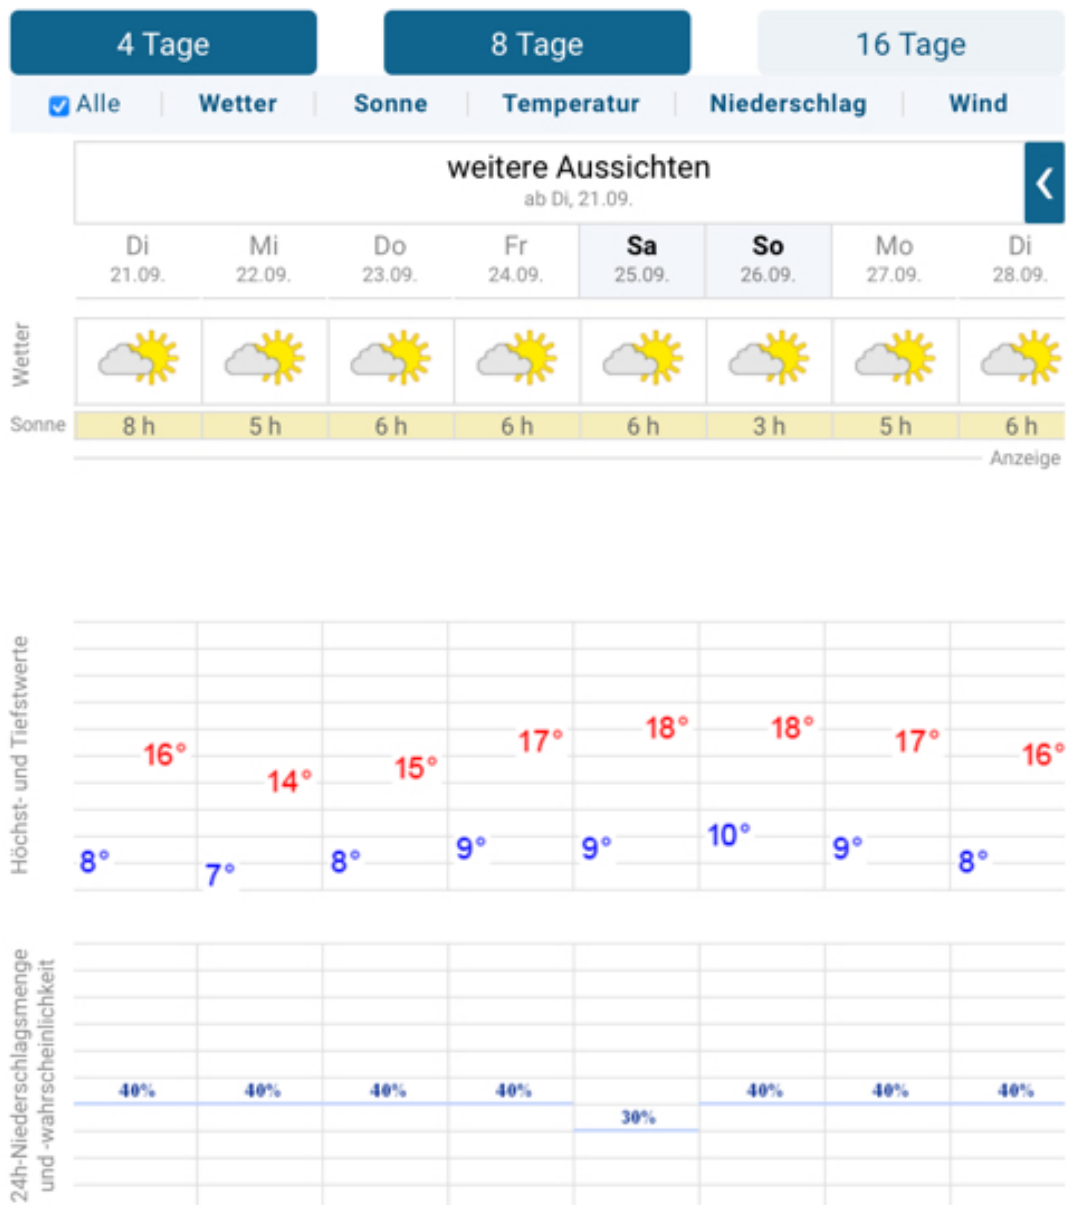 4 Tage 8 Tage 16 Tage
Alle Wetter Sonne Temperatur Niederschlag Wind
weitere Aussichten
ab Di, 21.09.
Di Mi Do Fr Sa So Mo Di
21.09. 22.09. 23.09. 24.09. 25.09. 26.09. 27.09. 28.09.
Wetter
Sonne 8 h 5 h 6 h 6 h 6 h 3 h 5 h 6 h
Anzeige
Höchst- und Tiefstwerte
16° 14° 15° 17° 18° 18° 17° 16°
8° 7° 8° 9° 9° 10° 9° 8°
24h-Niederschlagsmenge
und -wahrscheinlichkeit
40% 40% 40% 40% 30% 40% 40% 40%